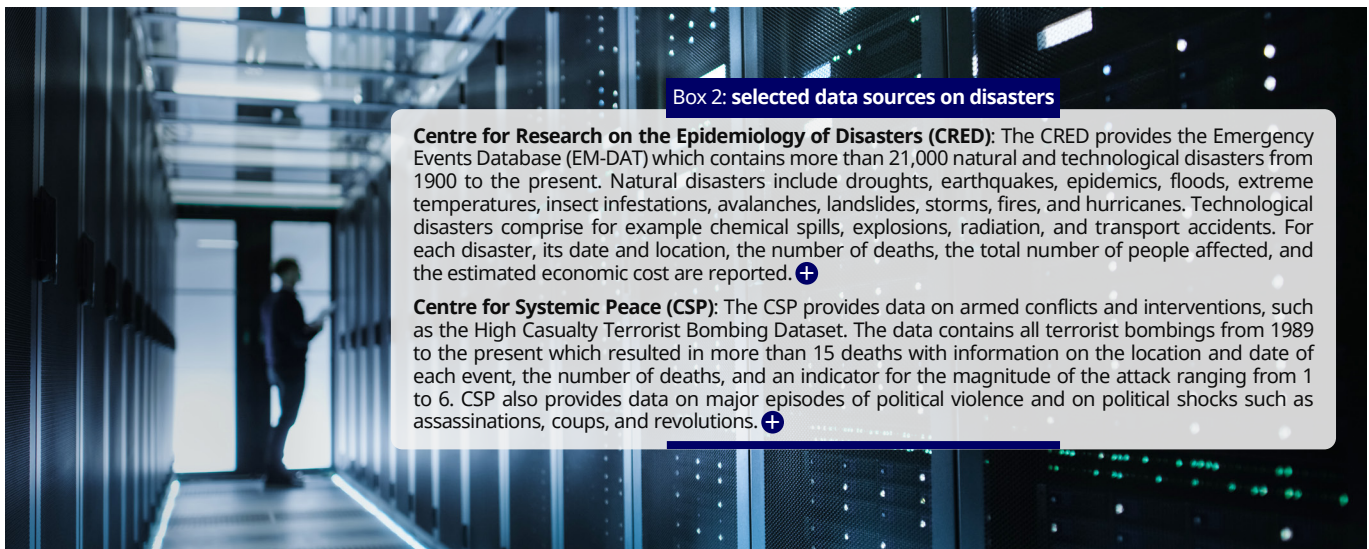 Box 2: selected data sources on disasters
Centre for Research on the Epidemiology of Disasters (CRED): The CRED provides the Emergency
Events Database (EM-DAT) which contains more than 21,000 natural and technological disasters from
1900 to the present. Natural disasters include droughts, earthquakes, epidemics, floods, extreme
temperatures, insect infestations, avalanches, landslides, storms, fires, and hurricanes. Technological
disasters comprise for example chemical spills, explosions, radiation, and transport accidents. For
each disaster, its date and location, the number of deaths, the total number of people affected, and
the estimated economic cost are reported.
Centre for Systemic Peace (CSP): The CSP provides data on armed conflicts and interventions, such
as the High Casualty Terrorist Bombing Dataset. The data contains all terrorist bombings from 1989
to the present which resulted in more than 15 deaths with information on the location and date of
each event, the number of deaths, and an indicator for the magnitude of the attack ranging from 1
to 6. CSP also provides data on major episodes of political violence and on political shocks such as
assassinations, coups, and revolutions.